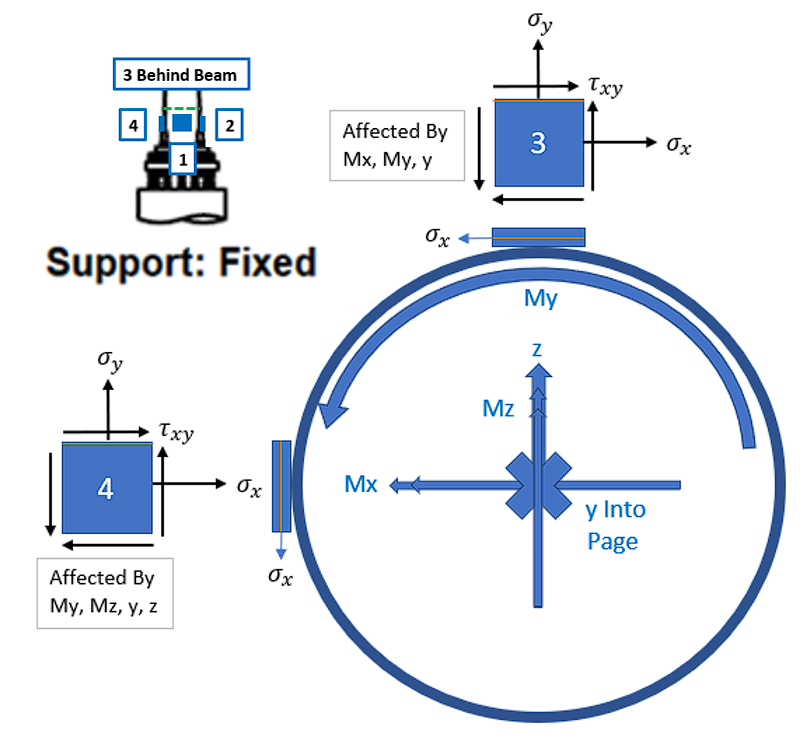 3 Behind Beam
4
2
1
Support: Fixed
σy
τxy
Affected By
Mx, My, y
3
σx
σx
My
z
Mz
Mx
y Into
Page
σy
τxy
4
σx
σx
Affected By
My, Mz, y, z